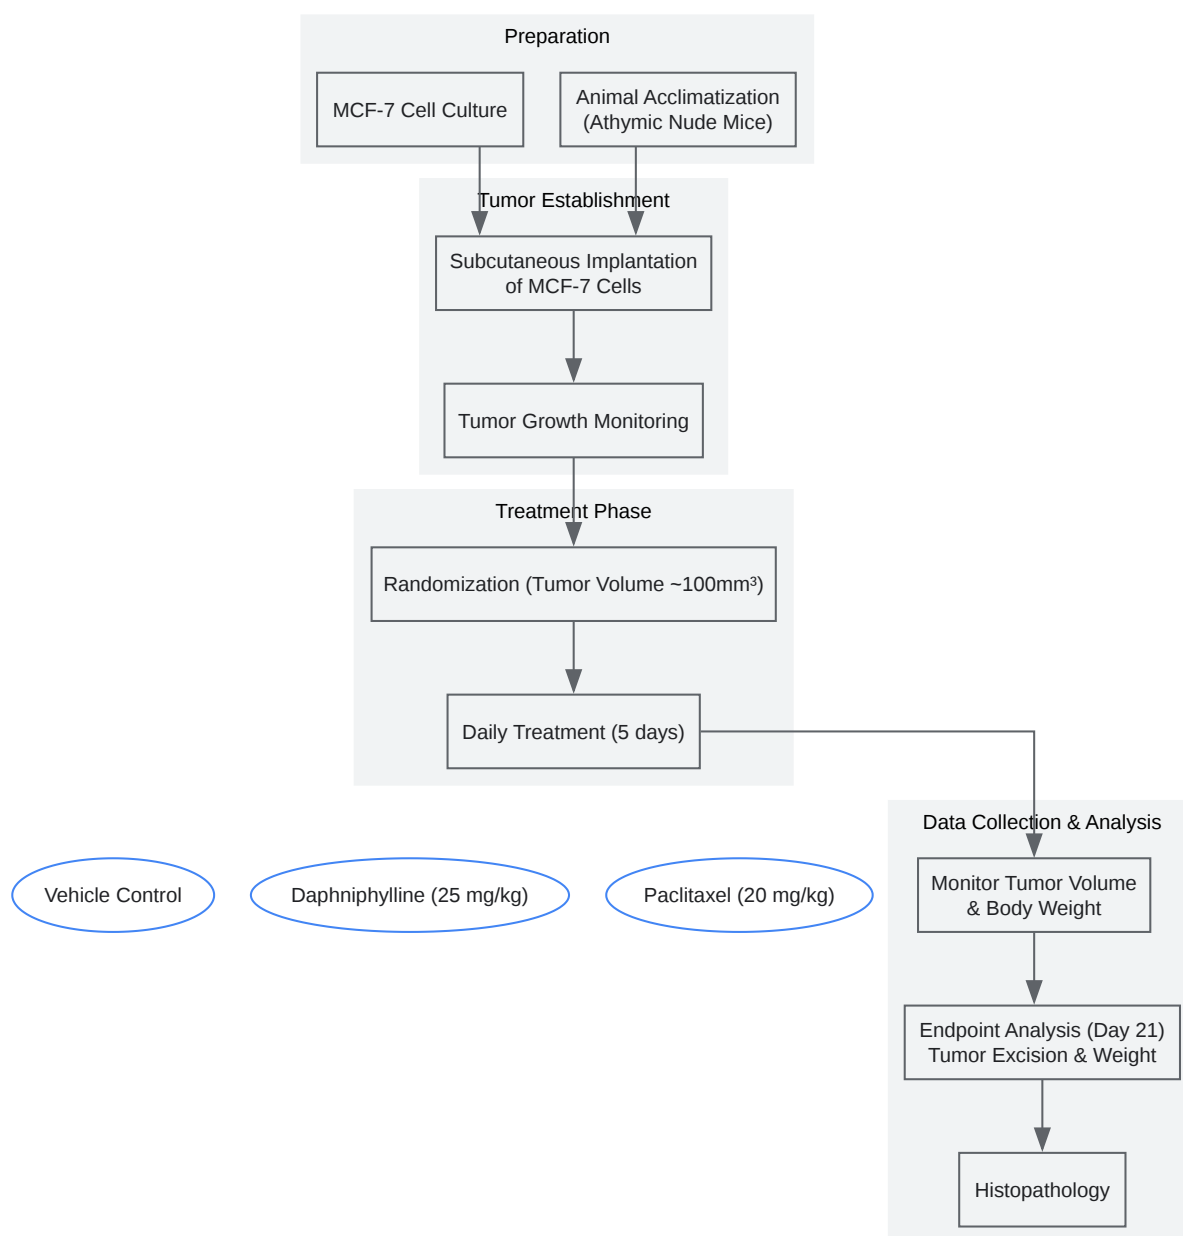 Preparation
MCF-7 Cell Culture
Animal Acclimatization
(Athymic Nude Mice)
Tumor Establishment
Subcutaneous Implantation
of MCF-7 Cells
Tumor Growth Monitoring
Treatment Phase
Randomization (Tumor Volume ~100mm³)
Daily Treatment (5 days)
Vehicle Control
Daphniphylline (25 mg/kg)
Paclitaxel (20 mg/kg)
Data Collection & Analysis
Monitor Tumor Volume
& Body Weight
Endpoint Analysis (Day 21)
Tumor Excision & Weight
Histopathology